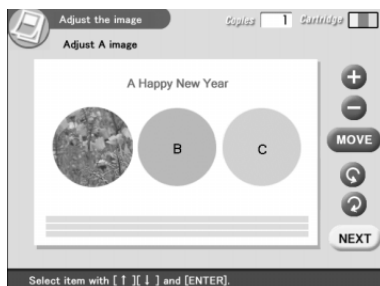 Adjust the image
Copies 1 Cartridge
Adjust A image
A Happy New Year
B
C
MOVE
NEXT
Select item with [ ↑ ][ ↓ ] and [ENTER].